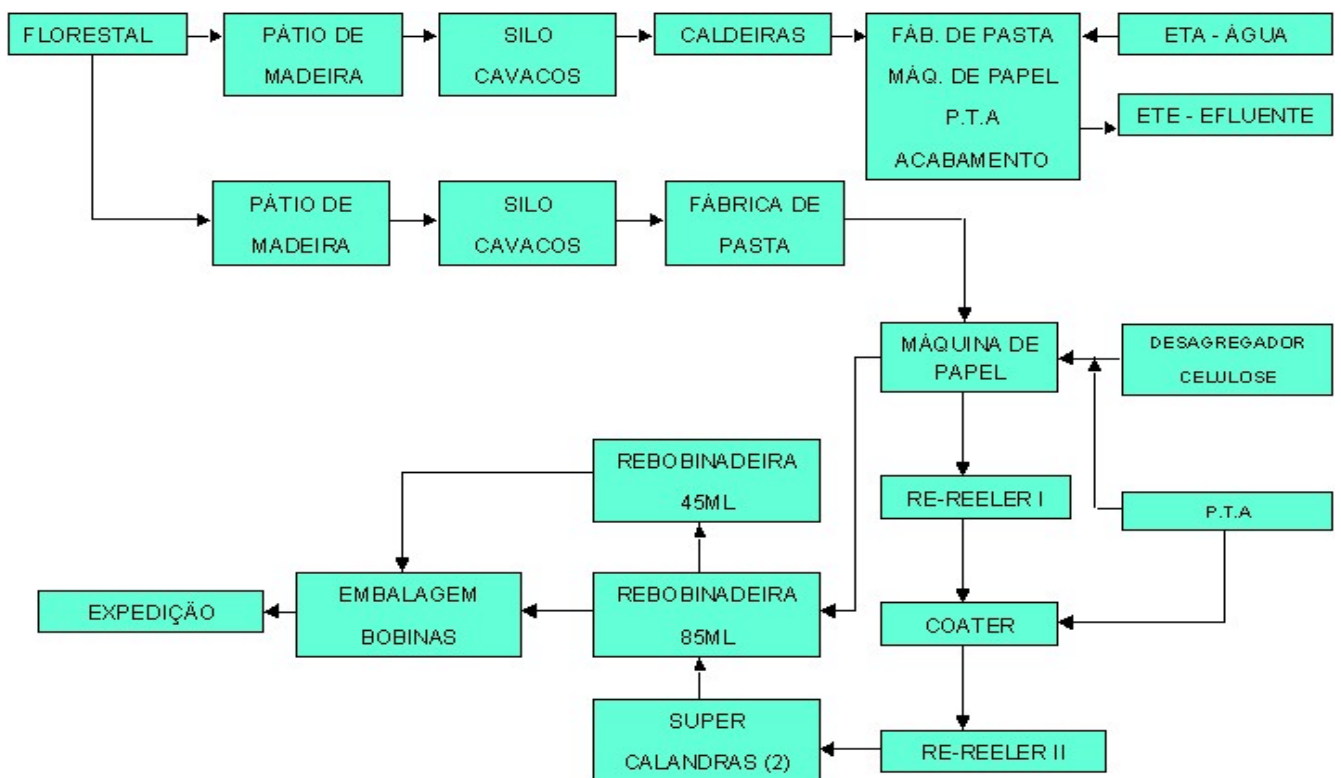 FLORESTAL
PÁTIO DE
MADEIRA
SILO
CAVACOS
CALDEIRAS
FÁB. DE PASTA
MÁQ. DE PAPEL
P.T.A
ACABAMENTO
ETA - ÁGUA
ETE - EFLUENTE
PÁTIO DE
MADEIRA
SILO
CAVACOS
FÁBRICA DE
PASTA
MÁQUINA DE
PAPEL
DESAGREGADOR
CELULOSE
REBOBINADEIRA
45ML
RE-REELER I
P.T.A
EXPEDIÇÃO
EMBALAGEM
BOBINAS
REBOBINADEIRA
85ML
COATER
SUPER
CALANDRAS (2)
RE-REELER II